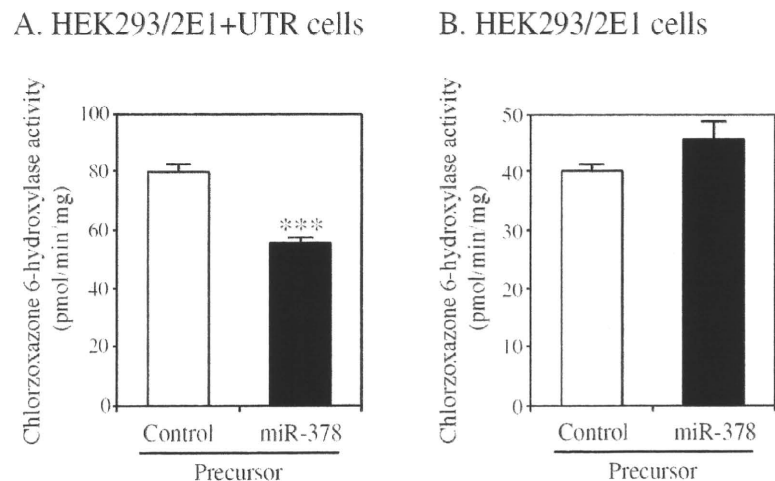 A. HEK293/2E1+UTR cells
Chlorzoxazone 6-hydroxylase activity
(pmol/min/mg)
100
80
60
40
20
0
***
Control
miR-378
Precursor
B. HEK293/2E1 cells
Chlorzoxazone 6-hydroxylase activity
(pmol/min/mg)
50
40
30
20
10
0
Control
miR-378
Precursor